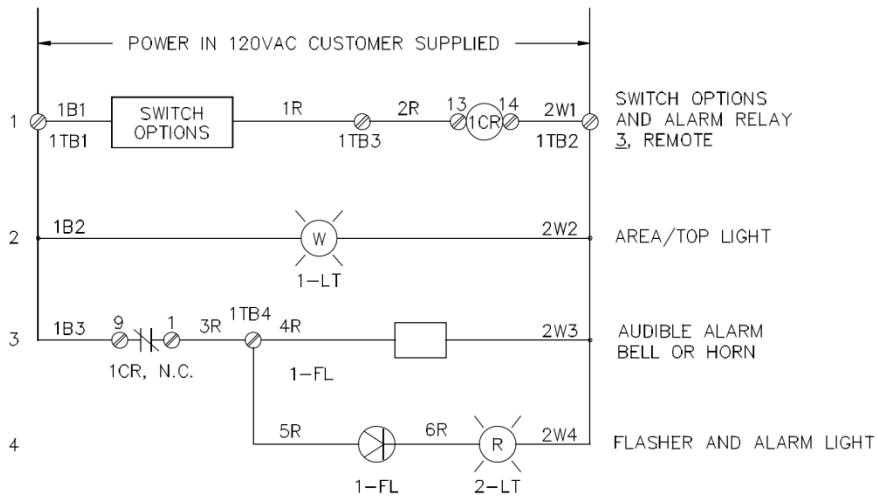 POWER IN 120VAC CUSTOMER SUPPLIED
1
1B1
1TB1
SWITCH
OPTIONS
1R
1TB3
2R
13
1CR
14
2W1
1TB2
SWITCH OPTIONS
AND ALARM RELAY
3, REMOTE
2
1B2
W
1-LT
2W2
AREA/TOP LIGHT
3
1B3
9
1
1CR, N.C.
3R
1TB4
4R
1-FL
2W3
AUDIBLE ALARM
BELL OR HORN
4
5R
1-FL
6R
R
2-LT
2W4
FLASHER AND ALARM LIGHT